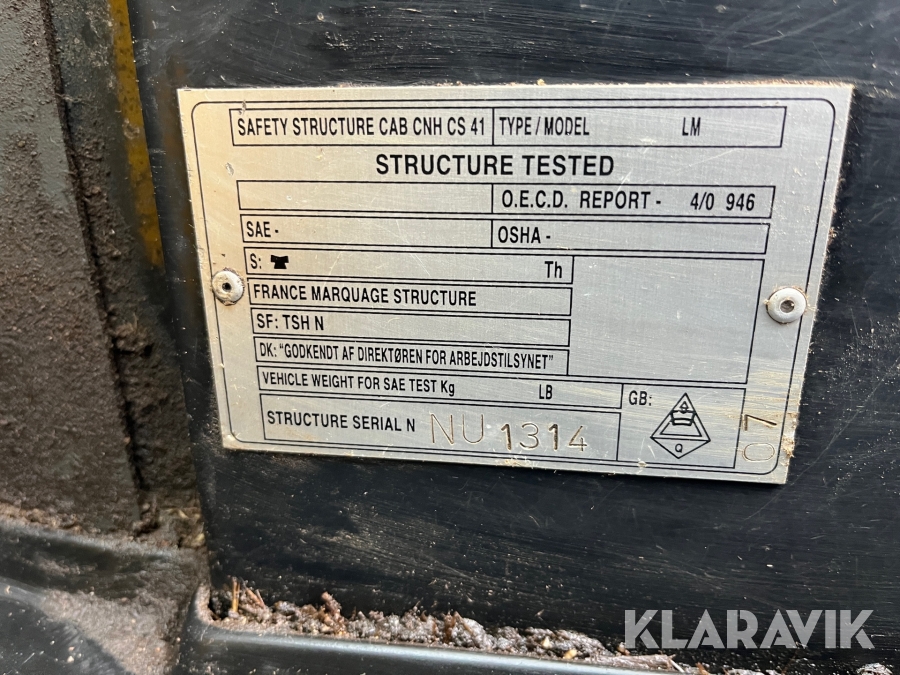 SAFETY STRUCTURE CAB CNH CS 41 TYPE / MODEL LM
STRUCTURE TESTED
O.E.C.D. REPORT - 4/0 946
SAE - OSHA -
S: Th
FRANCE MARQUAGE STRUCTURE
SF: TSH N
DK: "GODKENDT AF DIREKTØREN FOR ARBEJDSTILSYNET"
VEHICLE WEIGHT FOR SAE TEST Kg LB
GB:
STRUCTURE SERIAL N NU 1314
Q
07
KLARAVIK